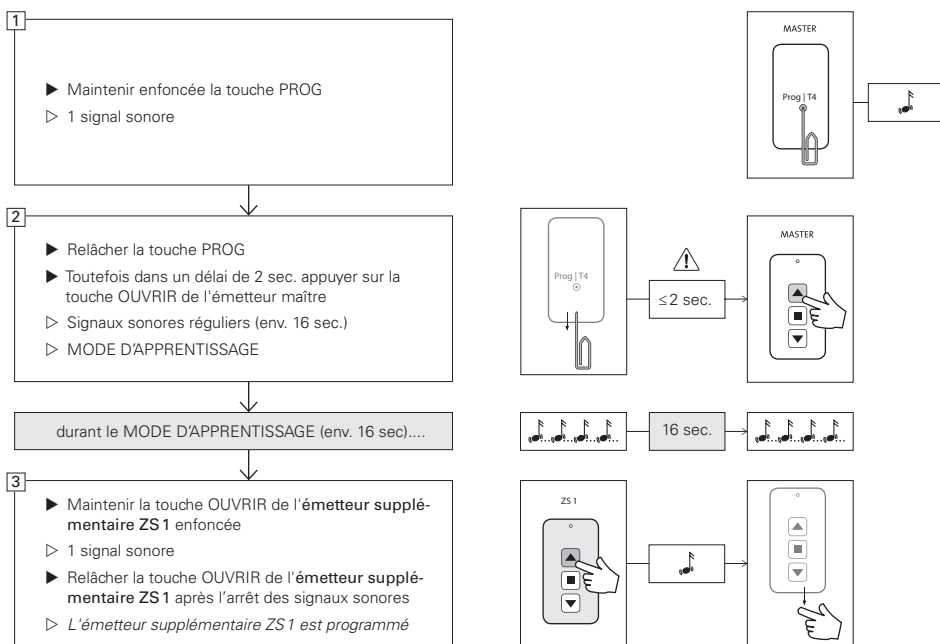 1
▶ Maintenir enfoncée la touche PROG
▷ 1 signal sonore
MASTER
Prog | T4
2
▶ Relâcher la touche PROG
▶ Toutefois dans un délai de 2 sec. appuyer sur la
touche OUVRIR de l'émetteur maître
▷ Signaux sonores réguliers (env. 16 sec.)
▷ MODE D'APPRENTISSAGE
Prog | T4
≤2 sec.
MASTER
durant le MODE D'APPRENTISSAGE (env. 16 sec)....
16 sec.
3
▶ Maintenir la touche OUVRIR de l'émetteur supplé-
mentaire ZS 1 enfoncée
▷ 1 signal sonore
▶ Relâcher la touche OUVRIR de l'émetteur supplé-
mentaire ZS 1 après l'arrêt des signaux sonores
▷ L'émetteur supplémentaire ZS 1 est programmé
ZS 1